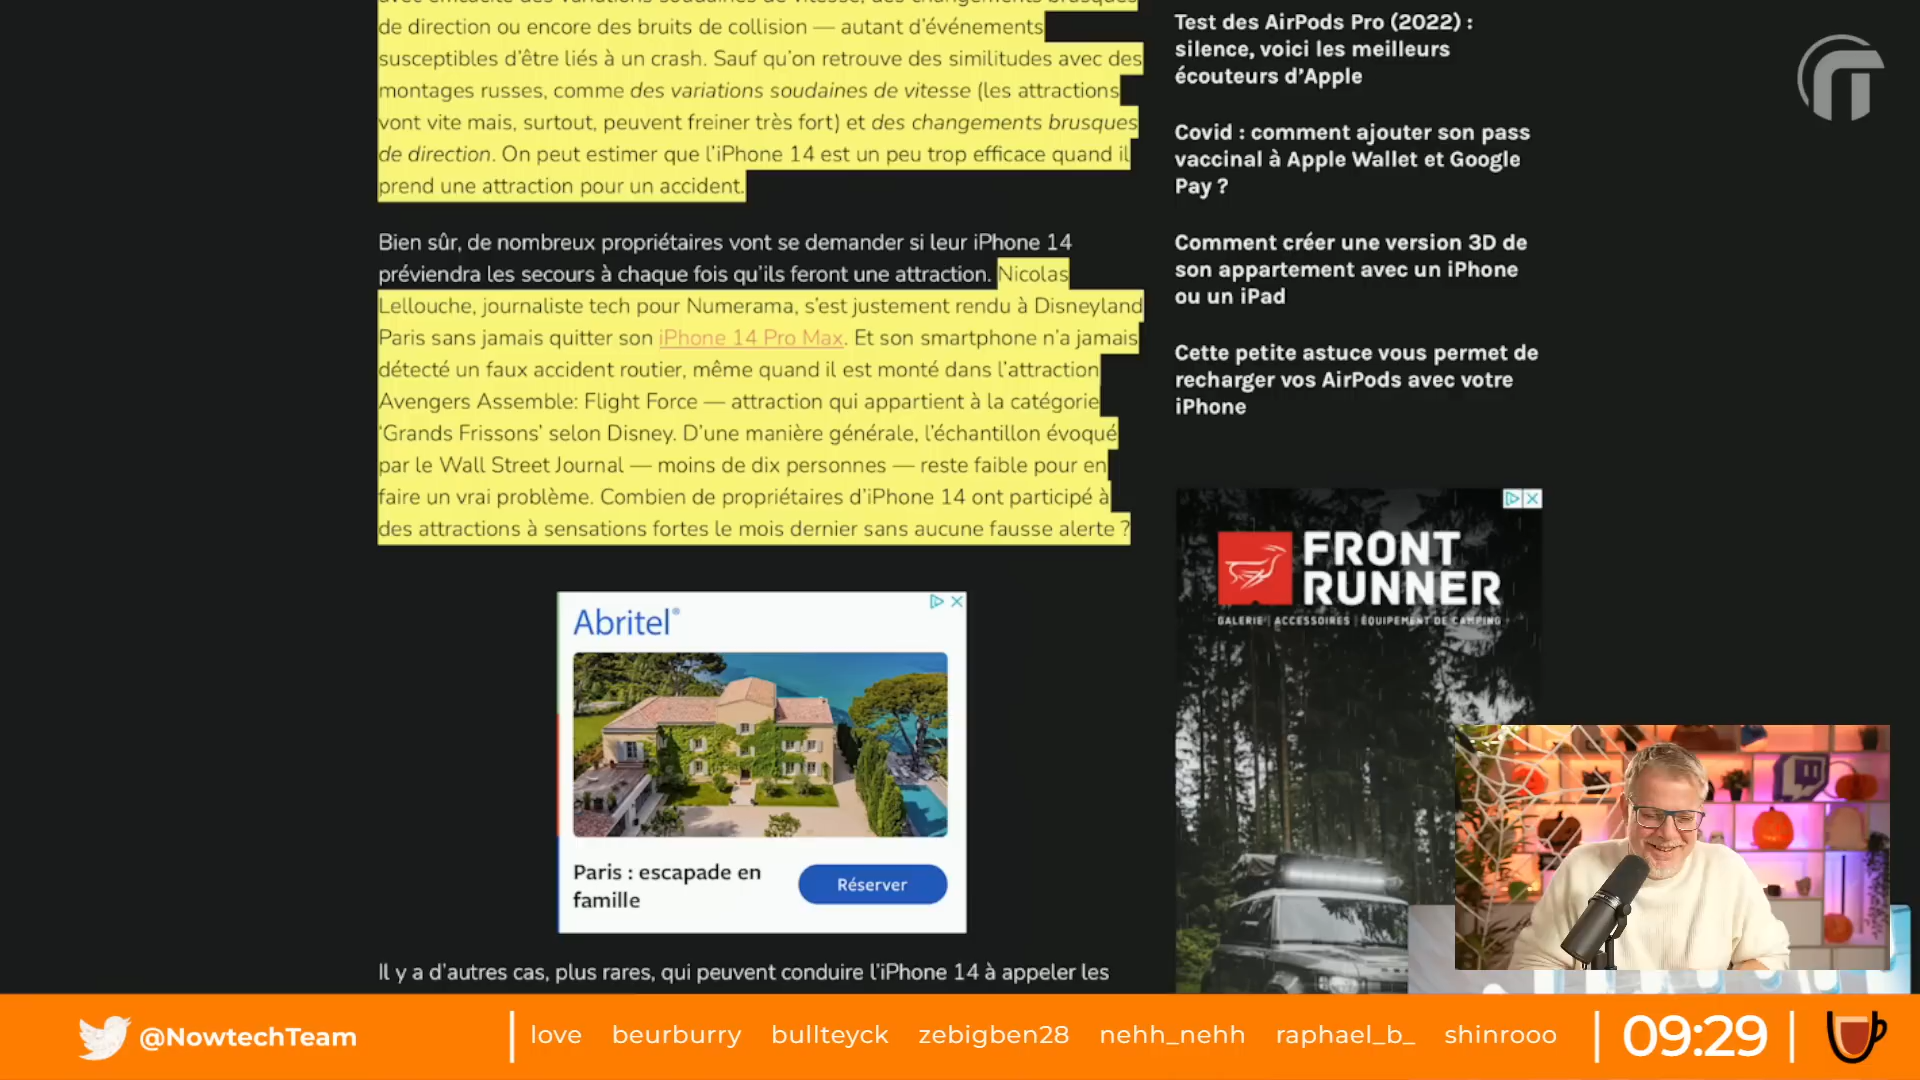 de direction ou encore des bruits de collision — autant d’événements
susceptibles d’être liés à un crash. Sauf qu’on retrouve des similitudes avec des
montages russes, comme des variations soudaines de vitesse (les attractions
vont vite mais, surtout, peuvent freiner très fort) et des changements brusques
de direction. On peut estimer que l’iPhone 14 est un peu trop efficace quand il
prend une attraction pour un accident.
Bien sûr, de nombreux propriétaires vont se demander si leur iPhone 14
préviendra les secours à chaque fois qu’ils feront une attraction. Nicolas
Lellouche, journaliste tech pour Numerama, s’est justement rendu à Disneyland
Paris sans jamais quitter son iPhone 14 Pro Max. Et son smartphone n’a jamais
détecté un faux accident routier, même quand il est monté dans l’attraction
Avengers Assemble: Flight Force — attraction qui appartient à la catégorie
‘Grands Frissons’ selon Disney. D’une manière générale, l’échantillon évoqué
par le Wall Street Journal — moins de dix personnes — reste faible pour en
faire un vrai problème. Combien de propriétaires d’iPhone 14 ont participé à
des attractions à sensations fortes le mois dernier sans aucune fausse alerte ?
Abritel®
Paris : escapade en
famille
Réserver
Il y a d’autres cas, plus rares, qui peuvent conduire l’iPhone 14 à appeler les
Test des AirPods Pro (2022) :
silence, voici les meilleurs
écouteurs d’Apple
Covid : comment ajouter son pass
vaccinal à Apple Wallet et Google
Pay ?
Comment créer une version 3D de
son appartement avec un iPhone
ou un iPad
Cette petite astuce vous permet de
recharger vos AirPods avec votre
iPhone
FRONT
RUNNER
GALERIE | ACCESSOIRES | ÉQUIPEMENT DE CAMPING
@NowtechTeam
love beurburry bullteyck zebigben28 nehh_nehh raphael_b_ shinrooo
09:29